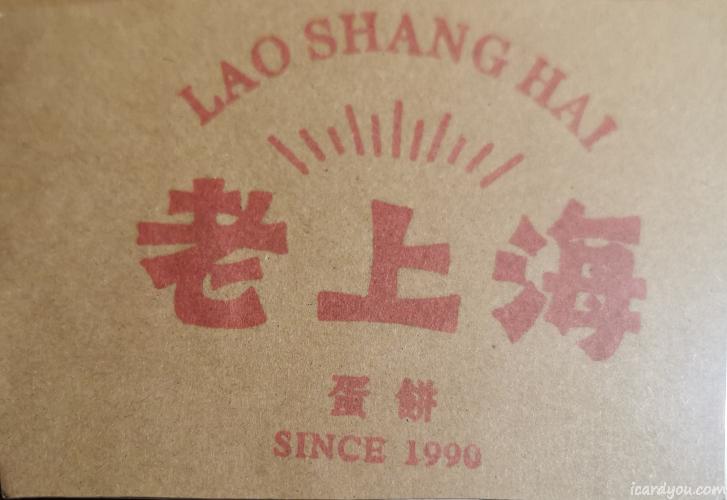 LAO SHANG HAI
老上海
蛋餅
SINCE 1990
icardyou.com